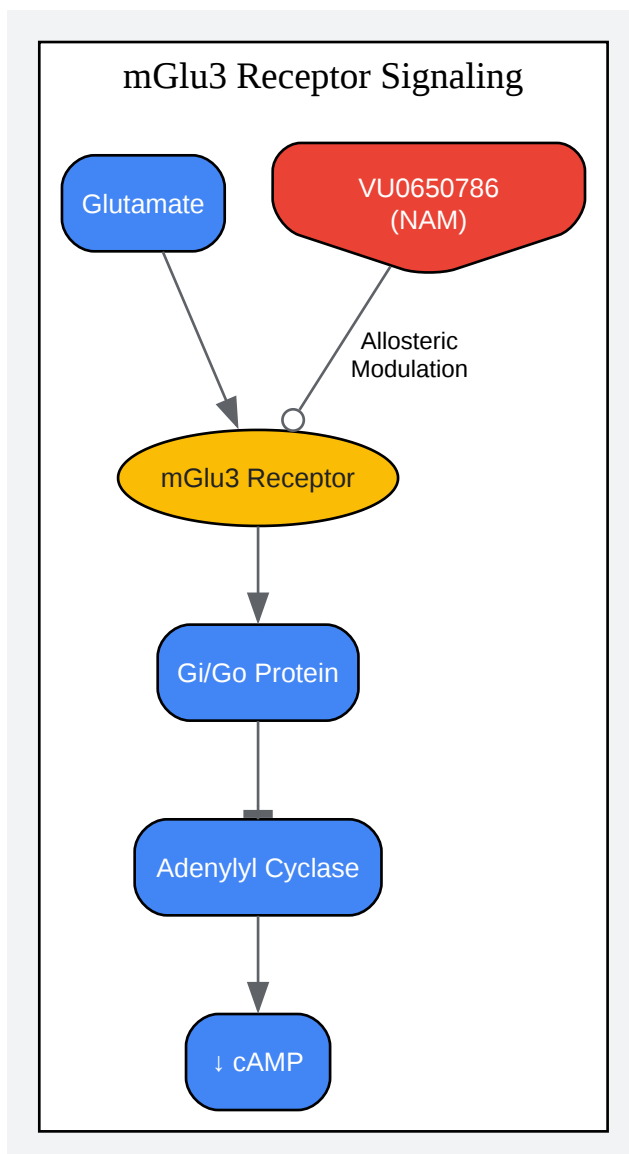 mGlu3 Receptor Signaling
Glutamate
VU0650786
(NAM)
Allosteric
Modulation
mGlu3 Receptor
Gi/Go Protein
Adenylyl Cyclase
↓ cAMP